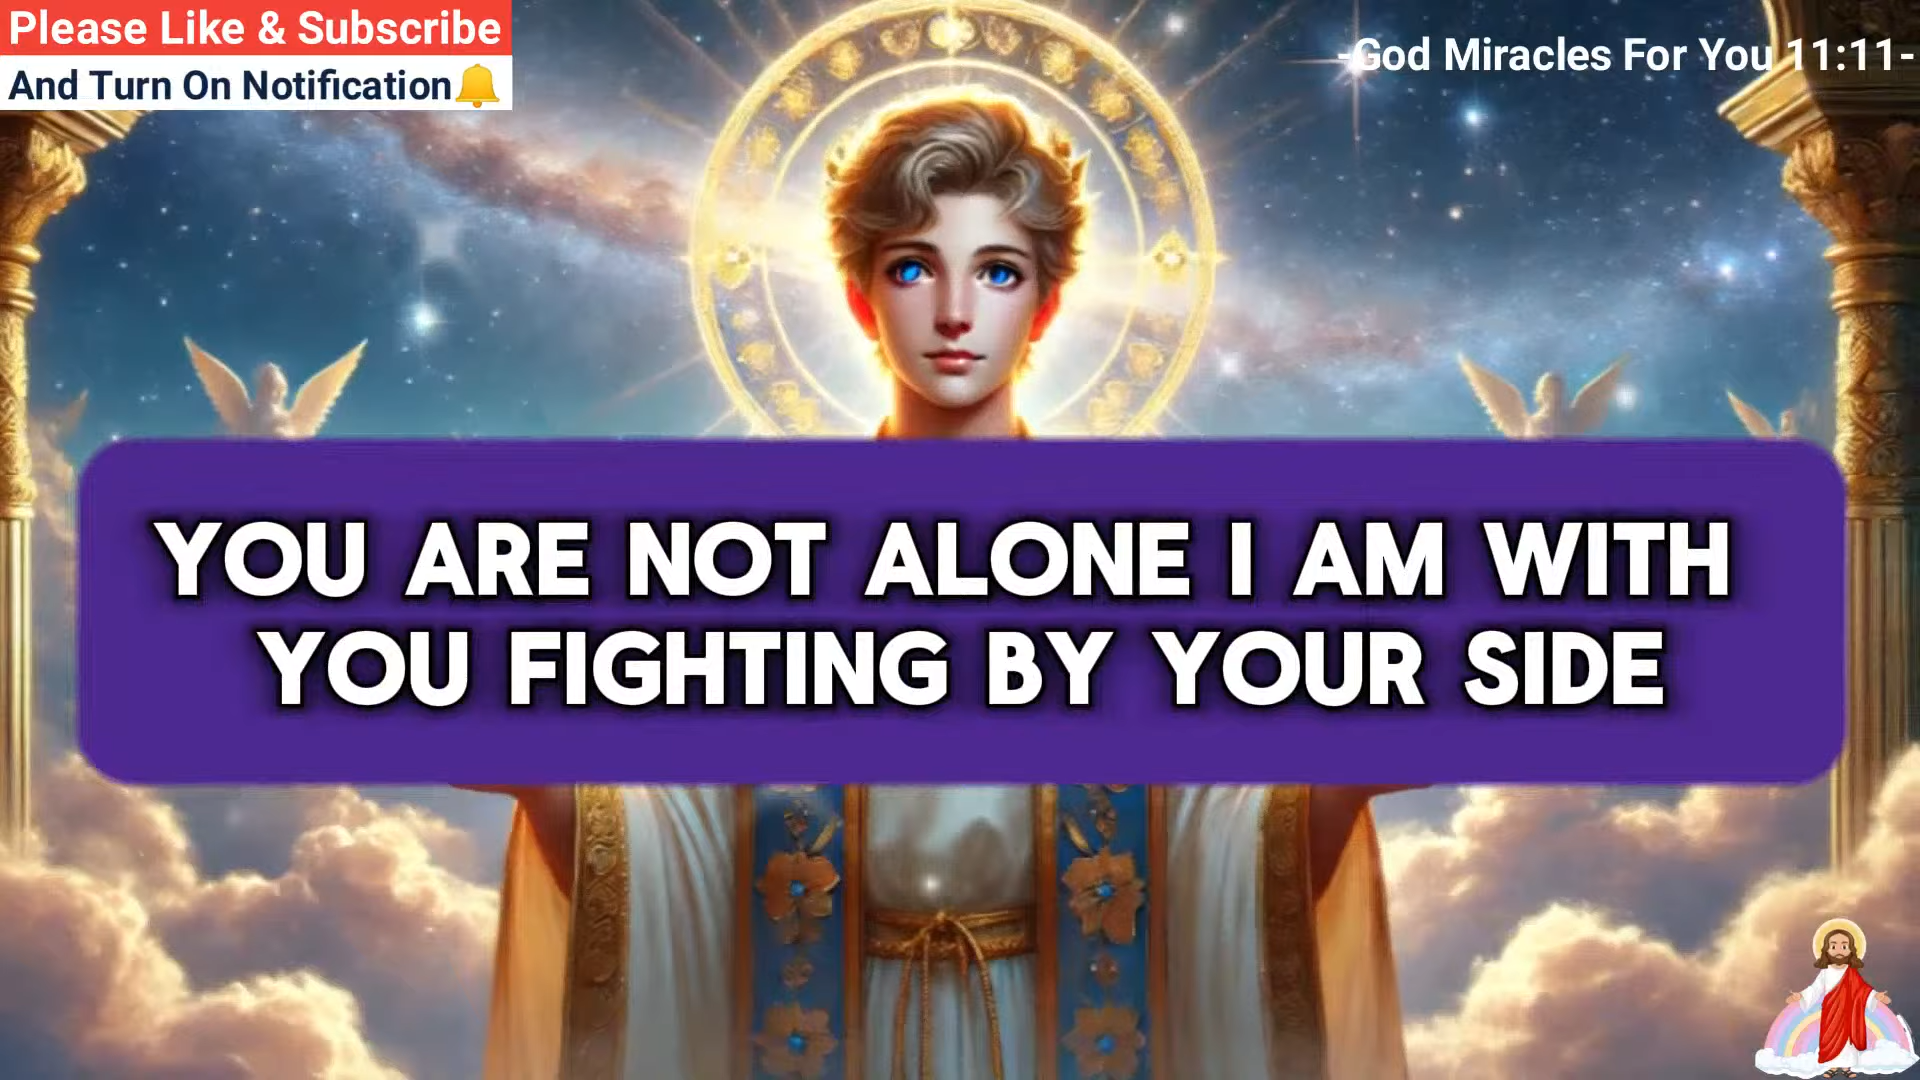 Please Like & Subscribe
And Turn On Notification🔔
-God Miracles For You 11:11-
YOU ARE NOT ALONE I AM WITH
YOU FIGHTING BY YOUR SIDE